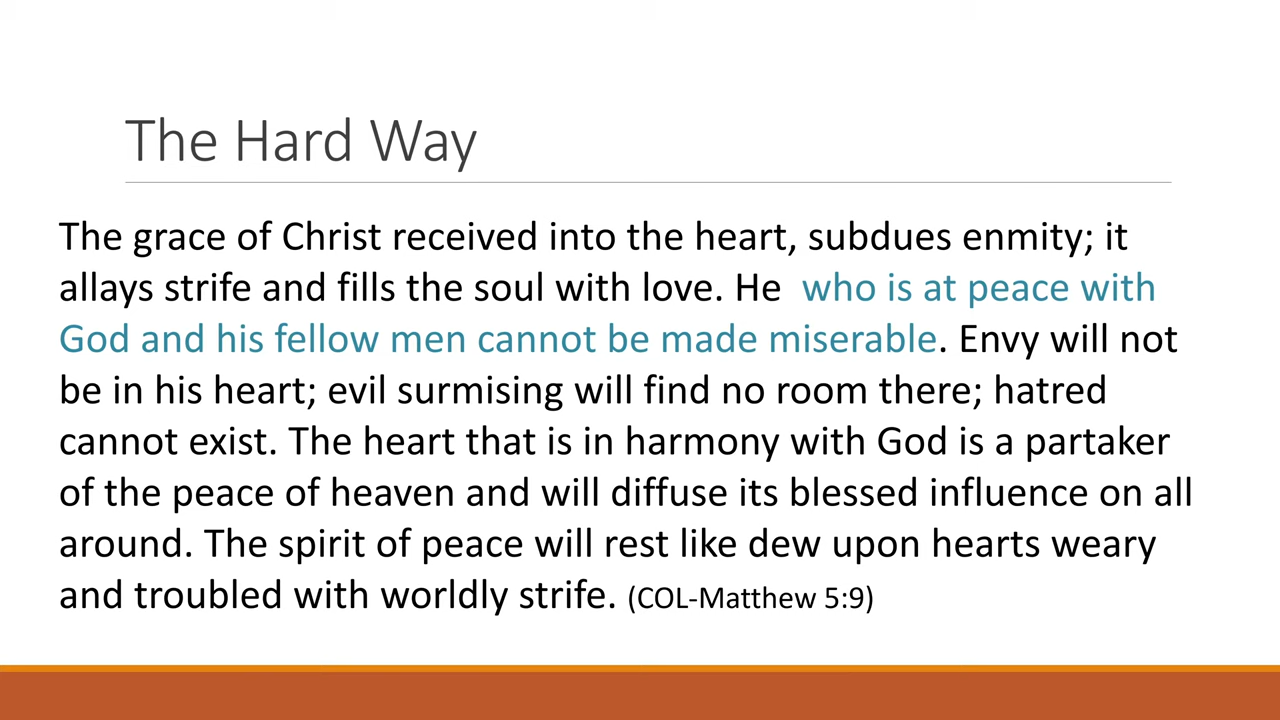 The Hard Way
The grace of Christ received into the heart, subdues enmity; it
allays strife and fills the soul with love. He  who is at peace with
God and his fellow men cannot be made miserable. Envy will not
be in his heart; evil surmising will find no room there; hatred
cannot exist. The heart that is in harmony with God is a partaker
of the peace of heaven and will diffuse its blessed influence on all
around. The spirit of peace will rest like dew upon hearts weary
and troubled with worldly strife. (COL-Matthew 5:9)